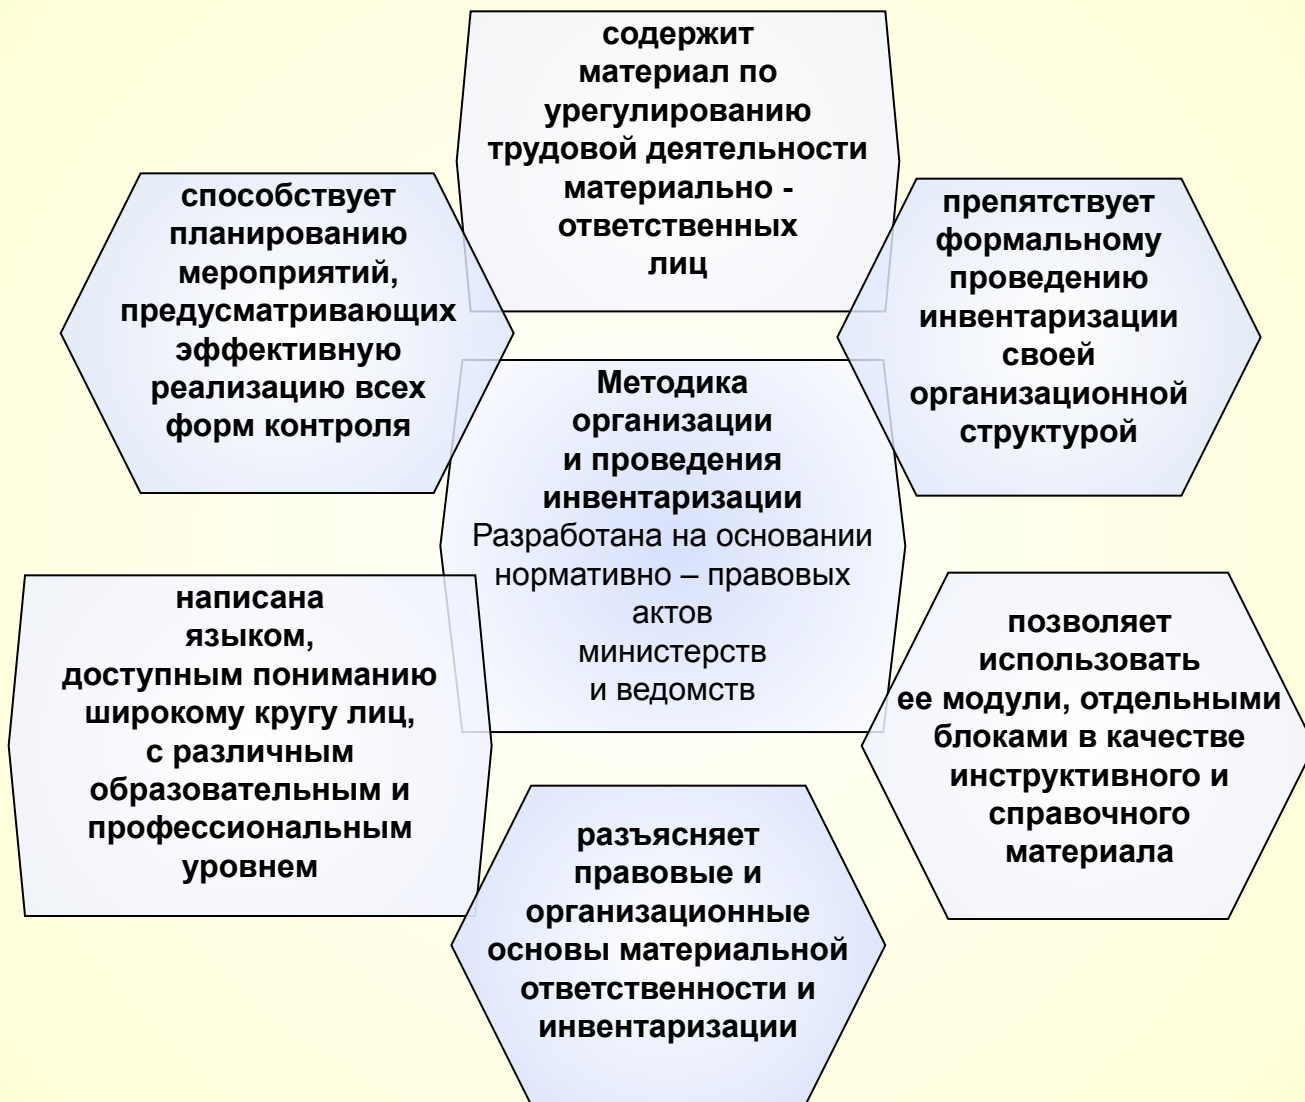 содержит
материал по
урегулированию
трудовой деятельности
материально -
ответственных
лиц
способствует
планированию
мероприятий,
предусматривающих
эффективную
реализацию всех
форм контроля
препятствует
формальному
проведению
инвентаризации
своей
организационной
структурой
Методика
организации
и проведения
инвентаризации
Разработана на основании
нормативно – правовых
актов
министерств
и ведомств
написана
языком,
доступным пониманию
широкому кругу лиц,
с различным
образовательным и
профессиональным
уровнем
позволяет
использовать
ее модули, отдельными
блоками в качестве
инструктивного и
справочного
материала
разъясняет
правовые и
организационные
основы материальной
ответственности и
инвентаризации